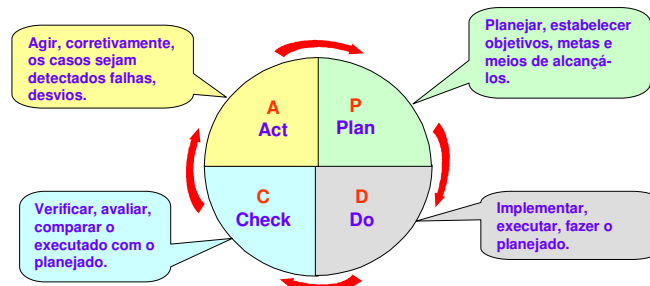 Agir, corretivamente,
os casos sejam
detectados falhas,
desvios.
Planejar, estabelecer
objetivos, metas e
meios de alcançá-
los.
A
Act
P
Plan
C
Check
D
Do
Verificar, avaliar,
comparar o
executado com o
planejado.
Implementar,
executar, fazer o
planejado.